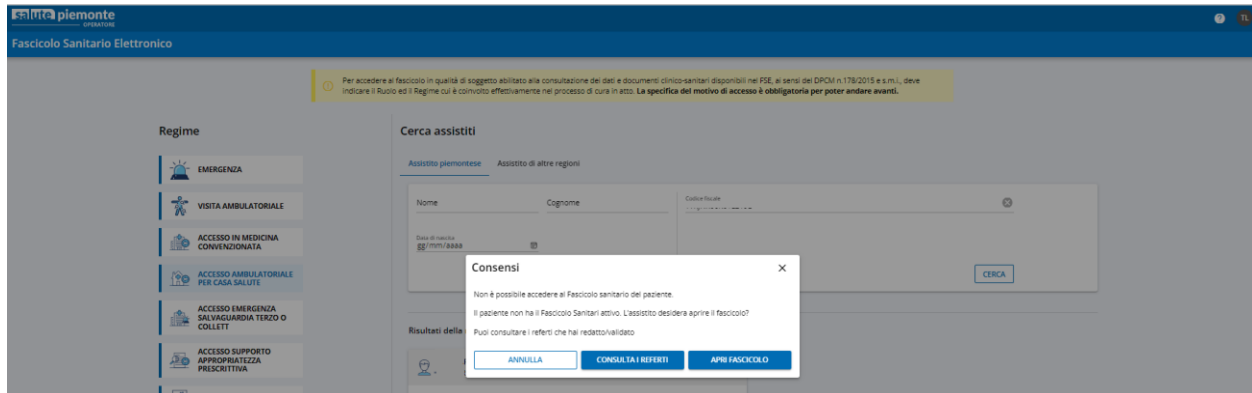 salute piemonte
OPERATORE
TL
Fascicolo Sanitario Elettronico
Per accedere al fascicolo in qualità di soggetto abilitato alla consultazione dei dati e documenti clinico-sanitari disponibili nel FSE, ai sensi del DPCM n.178/2015 e s.m.i., deve
indicare il Ruolo ed il Regime cui è coinvolto effettivamente nel processo di cura in atto. La specifica del motivo di accesso è obbligatoria per poter andare avanti.
Regime
EMERGENZA
VISITA AMBULATORIALE
ACCESSO IN MEDICINA
CONVENZIONATA
ACCESSO AMBULATORIALE
PER CASA SALUTE
ACCESSO EMERGENZA
SALVAGUARDIA TERZO O
COLLETT
ACCESSO SUPPORTO
APPROPRIATEZZA
PRESCRITTIVA
Cerca assistiti
Assistito piemontese Assistito di altre regioni
Nome Cognome Codice fiscale
Data di nascita
gg/mm/aaaa
CERCA
Risultati della
Consensi
Non è possibile accedere al Fascicolo sanitario del paziente.
Il paziente non ha il Fascicolo Sanitari attivo. L'assistito desidera aprire il fascicolo?
Puoi consultare i referti che hai redatto/validato
ANNULLA CONSULTA I REFERTI APRI FASCICOLO